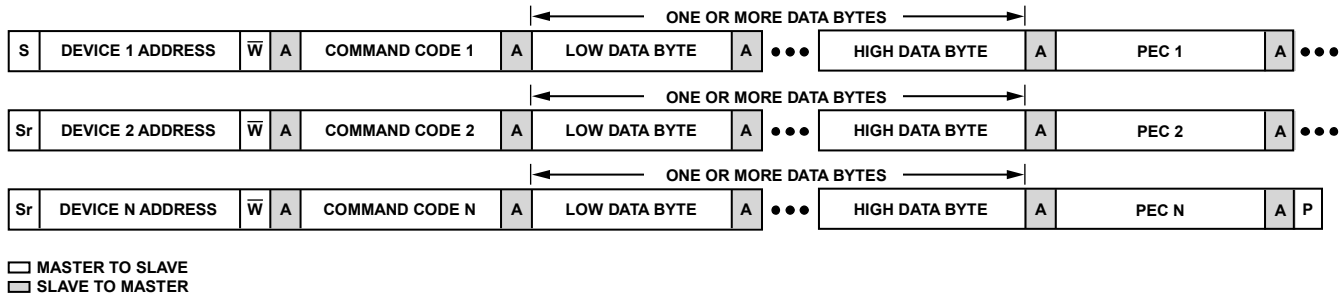 ONE OR MORE DATA BYTES
S DEVICE 1 ADDRESS W̅ A COMMAND CODE 1 A LOW DATA BYTE A ••• HIGH DATA BYTE A PEC 1 A •••
ONE OR MORE DATA BYTES
Sr DEVICE 2 ADDRESS W̅ A COMMAND CODE 2 A LOW DATA BYTE A ••• HIGH DATA BYTE A PEC 2 A •••
ONE OR MORE DATA BYTES
Sr DEVICE N ADDRESS W̅ A COMMAND CODE N A LOW DATA BYTE A ••• HIGH DATA BYTE A PEC N A P
MASTER TO SLAVE
SLAVE TO MASTER